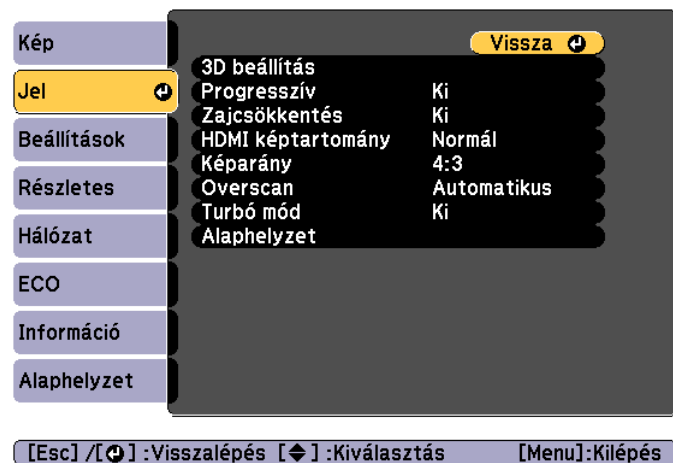 Kép
Jel
Beállítások
Részletes
Hálózat
ECO
Információ
Alaphelyzet
Vissza
3D beállítás
Progresszív Ki
Zajcsökkentés Ki
HDMI képtartomány Normál
Képarány 4:3
Overscan Automatikus
Turbó mód Ki
Alaphelyzet
[Esc] /[⏎] :Visszalépés [◆] :Kiválasztás [Menu]:Kilépés